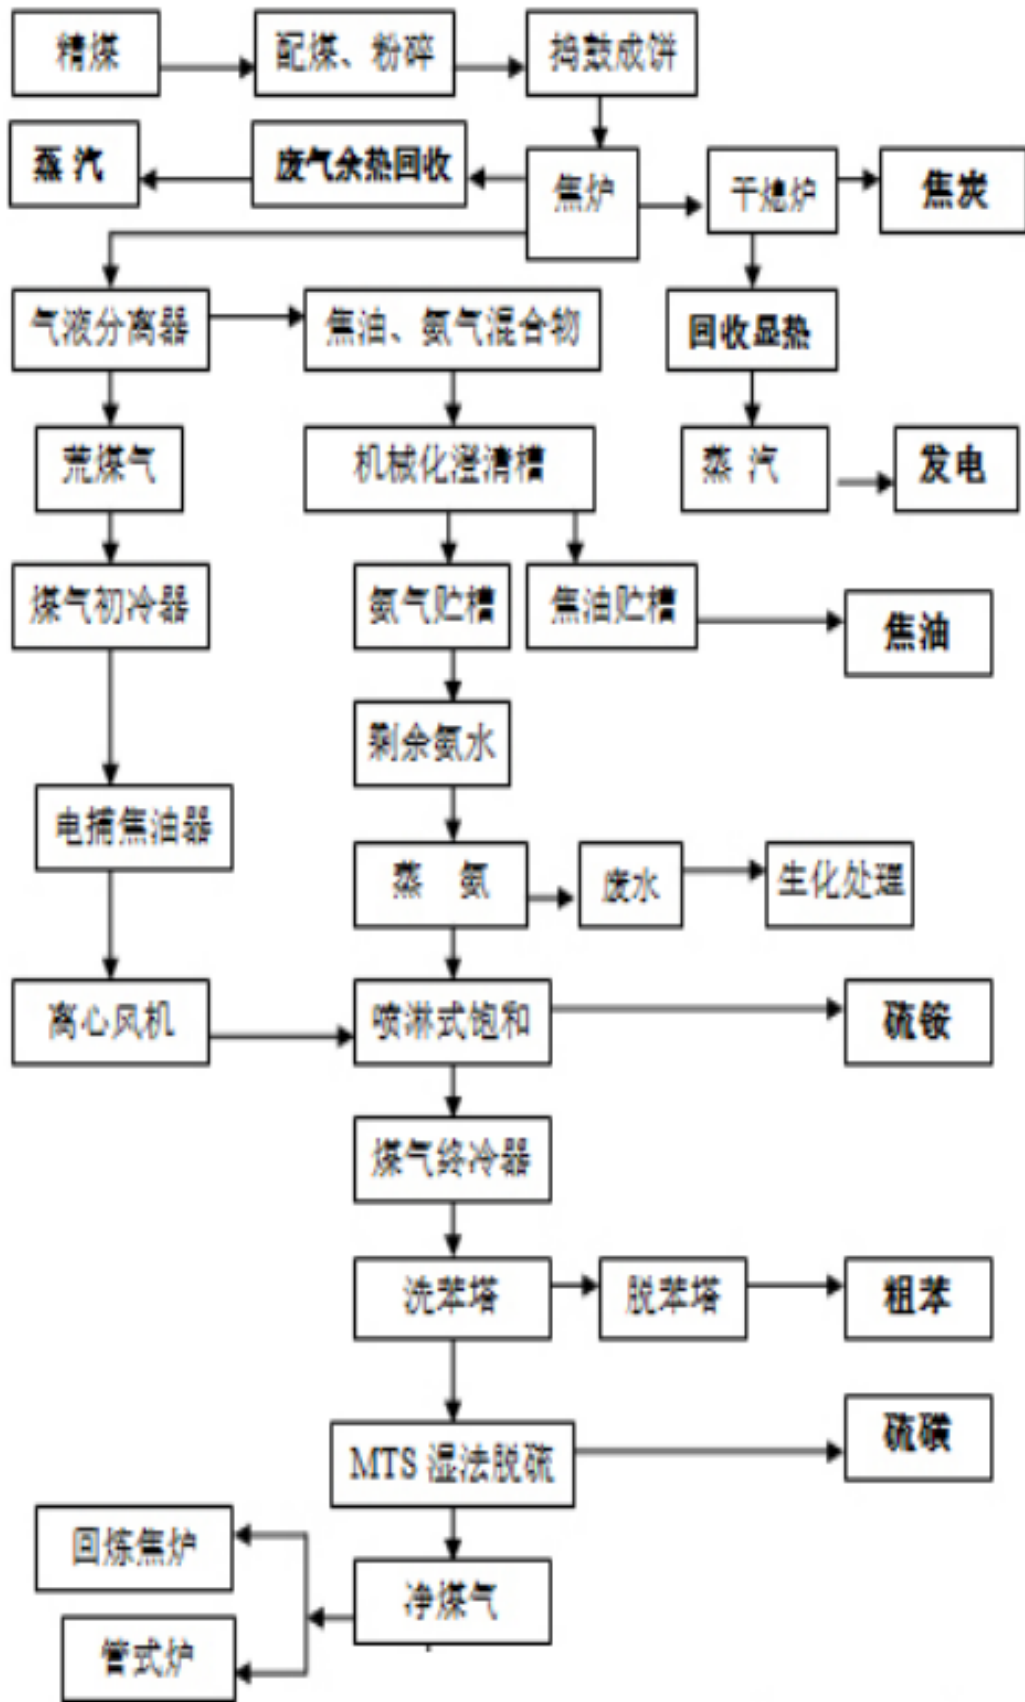 精煤
配煤、粉碎
捣鼓成饼
蒸 汽
废气余热回收
焦炉
干熄炉
焦炭
气液分离器
焦油、氨气混合物
回收显热
荒煤气
机械化澄清槽
蒸 汽
发电
煤气初冷器
氨气贮槽
焦油贮槽
焦油
剩余氨水
电捕焦油器
蒸 氨
废水
生化处理
离心风机
喷淋式饱和
硫铵
煤气终冷器
洗苯塔
脱苯塔
粗苯
MTS 湿法脱硫
硫磺
回炼焦炉
净煤气
管式炉